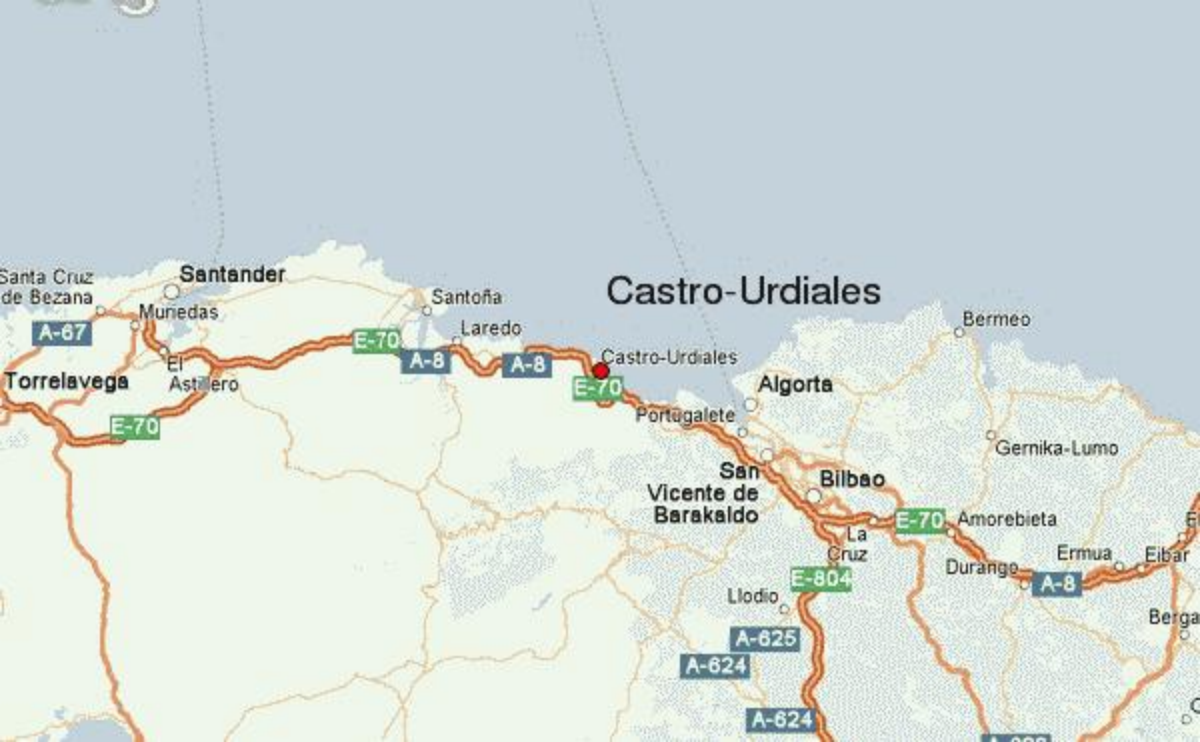 Santa Cruz
de Bezana
Santander
Castro-Urdiales
Santoña
Muriedas
Bermeo
A-67
Laredo
E-70
A-8
A-8
Castro-Urdiales
El
Astillero
Torrelavega
E-70
Algorta
Portugalete
E-70
Gernika-Lumo
San
Vicente de
Barakaldo
Bilbao
E-70
Amorebieta
La
Cruz
Ermua
Eibar
Durango
A-8
E-804
Llodio
Berga
A-625
A-624
A-624